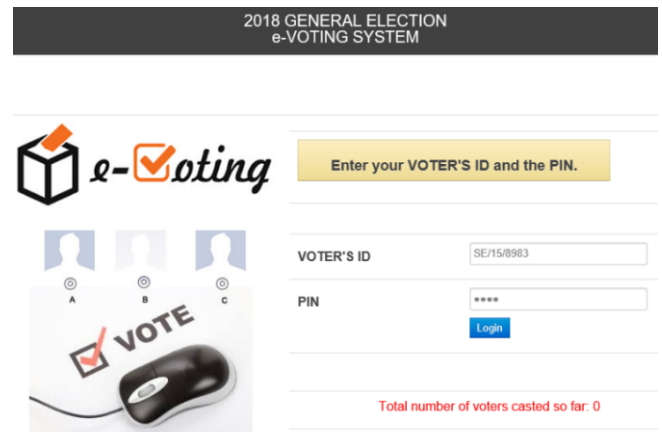 2018 GENERAL ELECTION
e-VOTING SYSTEM
e-Voting
Enter your VOTER'S ID and the PIN.
A B C
VOTE
VOTER'S ID SE/15/8983
PIN ****
Login
Total number of voters casted so far: 0